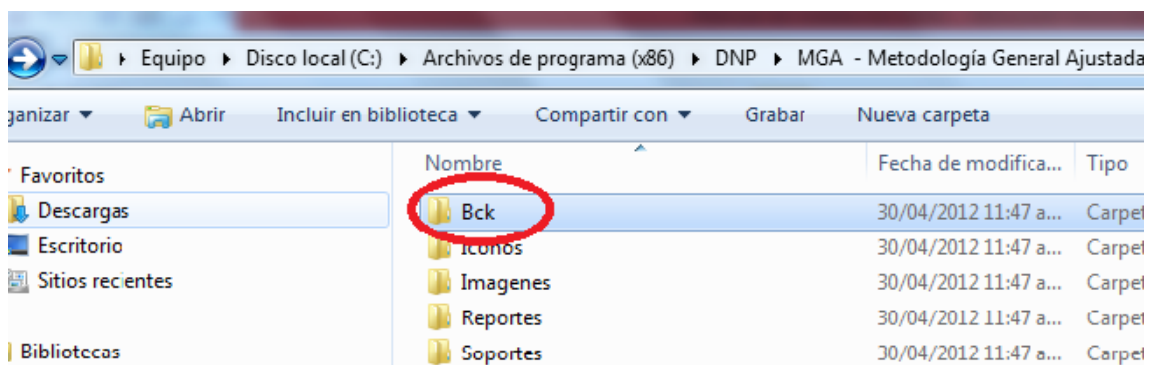 Equipo ▸ Disco local (C:) ▸ Archivos de programa (x86) ▸ DNP ▸ MGA - Metodología General Ajustada
ganizar ▾ Abrir Incluir en biblioteca ▾ Compartir con ▾ Grabar Nueva carpeta
Nombre Fecha de modifica... Tipo
Favoritos
Descargas Bck 30/04/2012 11:47 a... Carpet
Escritorio Iconos 30/04/2012 11:47 a... Carpet
Sitios recientes Imagenes 30/04/2012 11:47 a... Carpet
Reportes 30/04/2012 11:47 a... Carpet
Bibliotecas Soportes 30/04/2012 11:47 a... Carpet